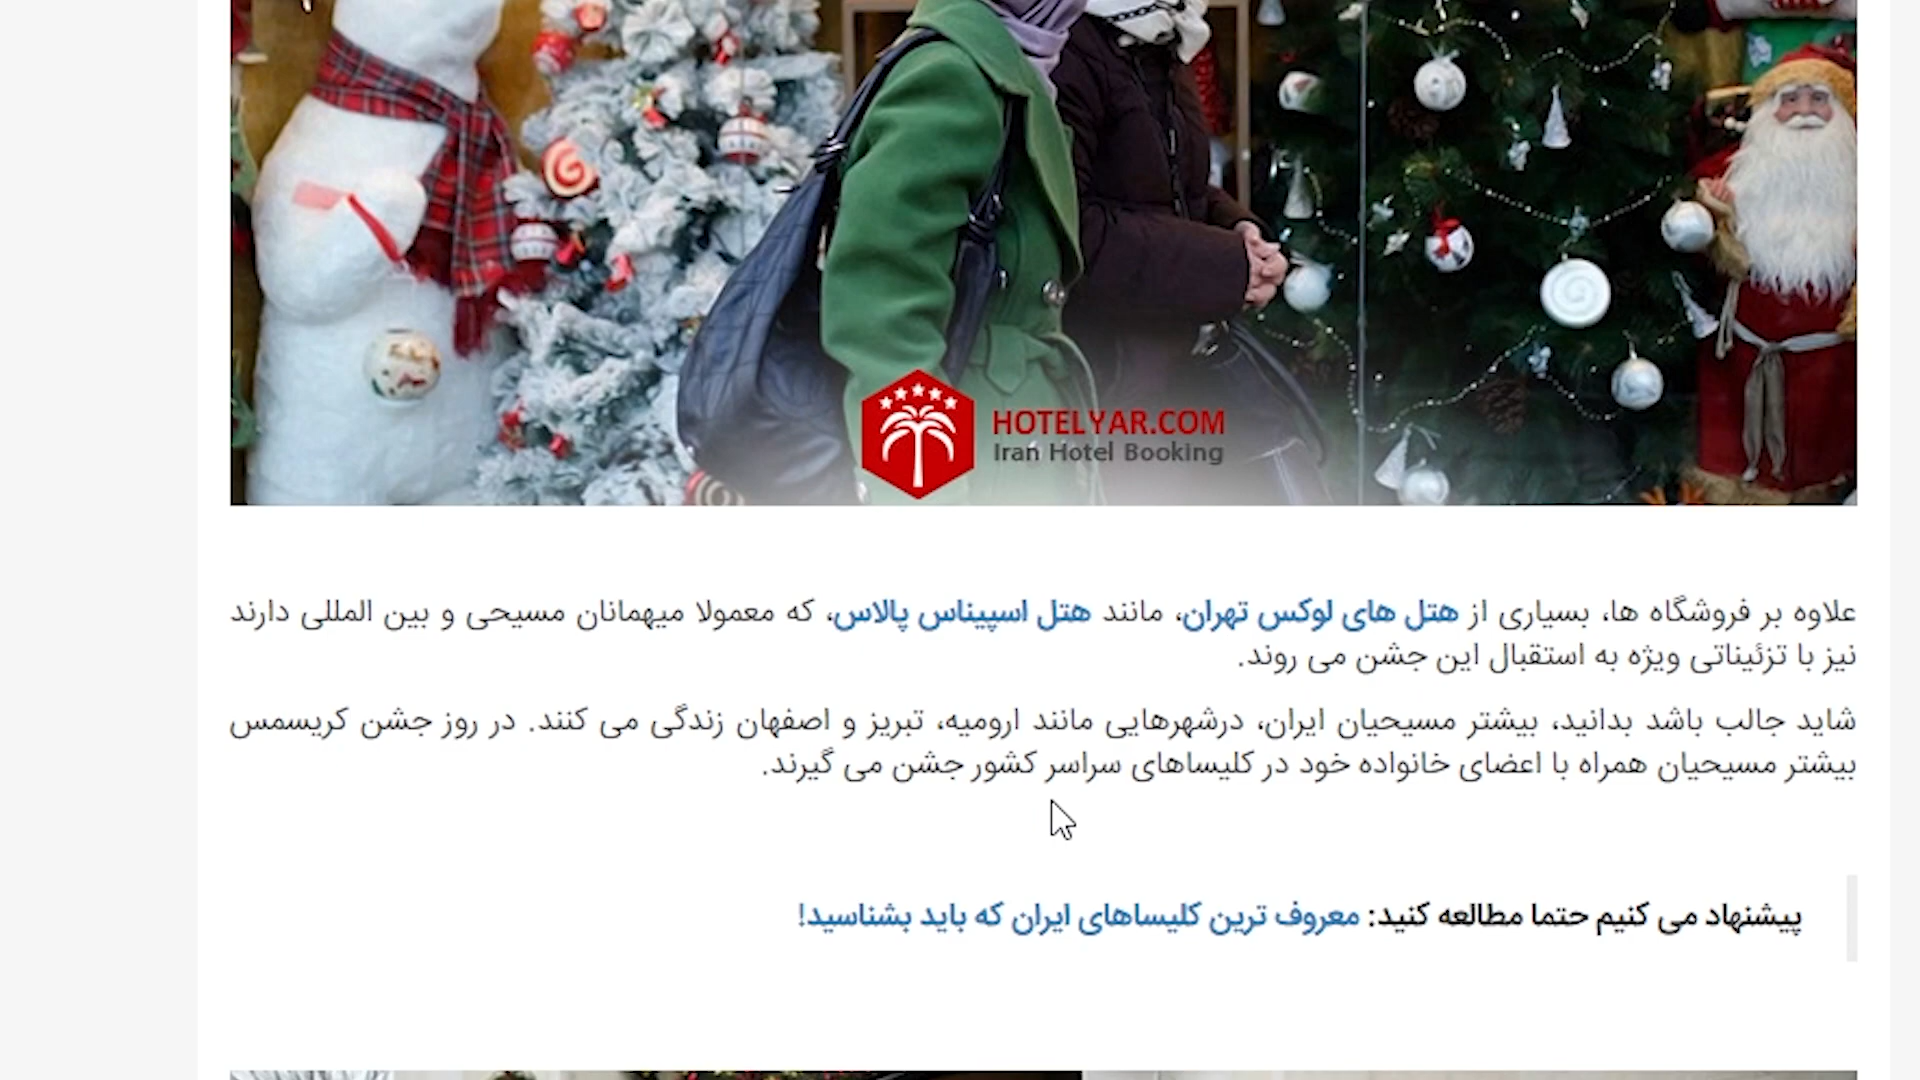 HOTELYAR.COM
Iran Hotel Booking
علاوه بر فروشگاه ها، بسیاری از هتل های لوکس تهران، مانند هتل اسپیناس پالاس، که معمولا میهمانان مسیحی و بین المللی دارند
نیز با تزئیناتی ویژه به استقبال این جشن می روند.
شاید جالب باشد بدانید، بیشتر مسیحیان ایران، درشهرهایی مانند ارومیه، تبریز و اصفهان زندگی می کنند. در روز جشن کریسمس
بیشتر مسیحیان همراه با اعضای خانواده خود در کلیساهای سراسر کشور جشن می گیرند.
پیشنهاد می کنیم حتما مطالعه کنید: معروف ترین کلیساهای ایران که باید بشناسید!